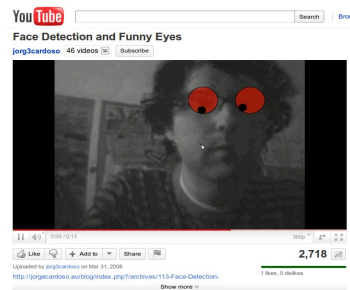 YouTube Search Bro
Face Detection and Funny Eyes
jorg3cardoso 46 videos Subscribe
0:09 / 0:15 360p
Like Add to Share 2,718
Uploaded by jorg3cardoso on Mar 31, 2008
1 likes, 0 dislikes
http://jorgecardoso.eu/blog/index.php?/archives/113-Face-Detection-
Show more